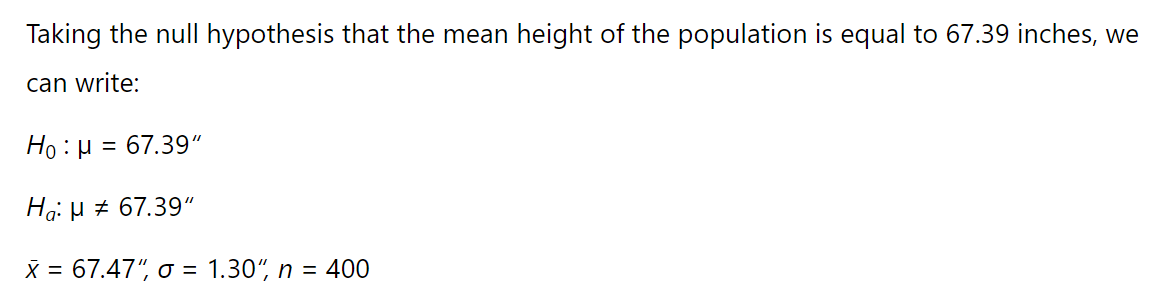 Taking the null hypothesis that the mean height of the population is equal to 67.39 inches, we
can write:
H₀ : μ = 67.39“
Hₐ: μ ≠ 67.39“
x̄ = 67.47“, σ = 1.30“, n = 400